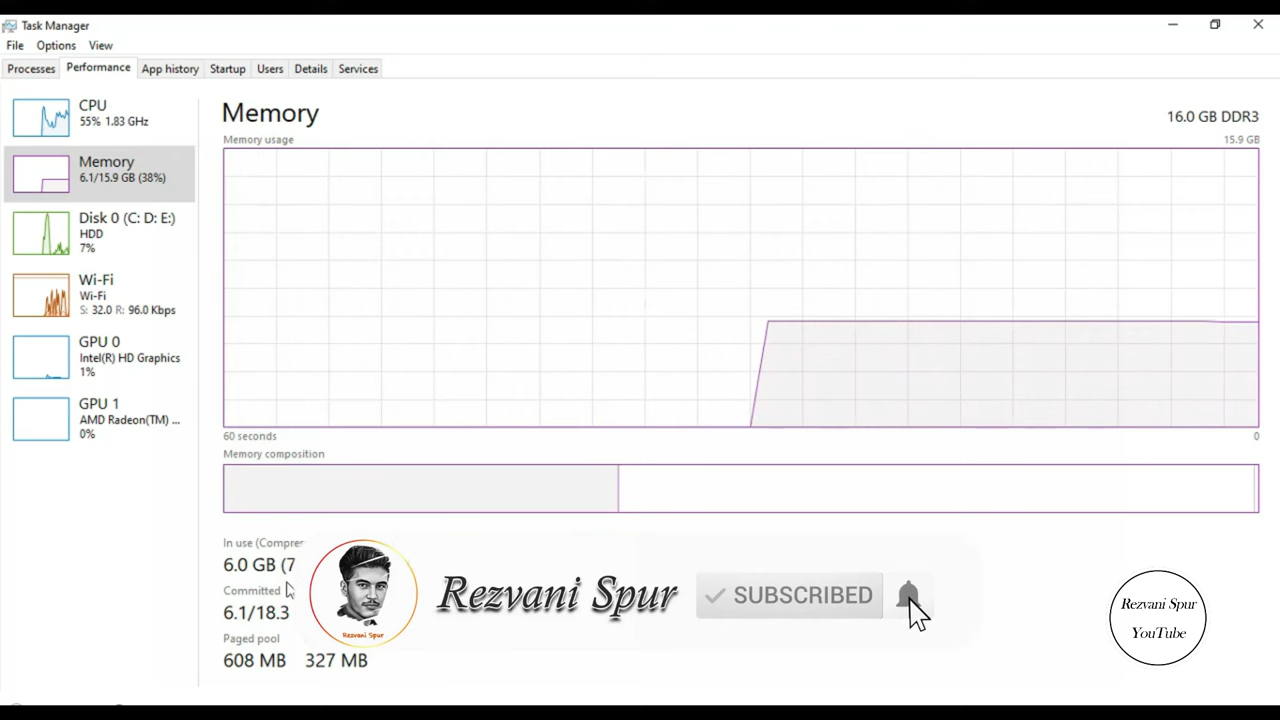 Task Manager
File Options View
Processes Performance App history Startup Users Details Services
CPU
55% 1.83 GHz
Memory
6.1/15.9 GB (38%)
Disk 0 (C: D: E:)
HDD
7%
Wi-Fi
Wi-Fi
S: 32.0 R: 96.0 Kbps
GPU 0
Intel(R) HD Graphics
1%
GPU 1
AMD Radeon(TM) ...
0%
Memory 16.0 GB DDR3
Memory usage 15.9 GB
60 seconds 0
Memory composition
In use (Compre
6.0 GB (7
Committed
6.1/18.3
Paged pool
608 MB 327 MB
Rezvani Spur
Rezvani Spur
SUBSCRIBED
Rezvani Spur
YouTube